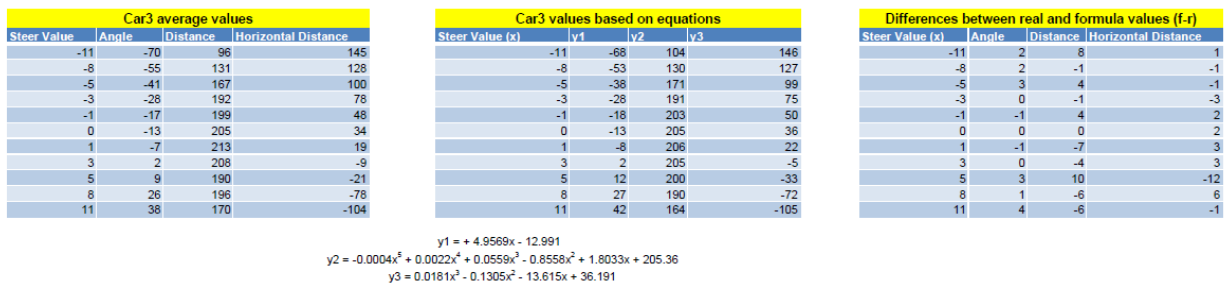 Car3 average values Car3 values based on equations Differences between real and formula values (f-r)
Steer Value Angle Distance Horizontal Distance Steer Value (x) y1 y2 y3 Steer Value (x) Angle Distance Horizontal Distance
-11 -70 96 145 -11 -68 104 146 -11 2 8 1
-8 -55 131 128 -8 -53 130 127 -8 2 -1 -1
-5 -41 167 100 -5 -38 171 99 -5 3 4 -1
-3 -28 192 78 -3 -28 191 75 -3 0 -1 -3
-1 -17 199 48 -1 -18 203 50 -1 -1 4 2
0 -13 205 34 0 -13 205 36 0 0 0 2
1 -7 213 19 1 -8 206 22 1 -1 -7 3
3 2 208 -9 3 2 205 -5 3 0 -4 3
5 9 190 -21 5 12 200 -33 5 3 10 -12
8 26 196 -78 8 27 190 -72 8 1 -6 6
11 38 170 -104 11 42 164 -105 11 4 -6 -1
y1 = + 4.9569x - 12.991
y2 = -0.0004x⁵ + 0.0022x⁴ + 0.0559x³ - 0.8558x² + 1.8033x + 205.36
y3 = 0.0181x³ - 0.1305x² - 13.615x + 36.191